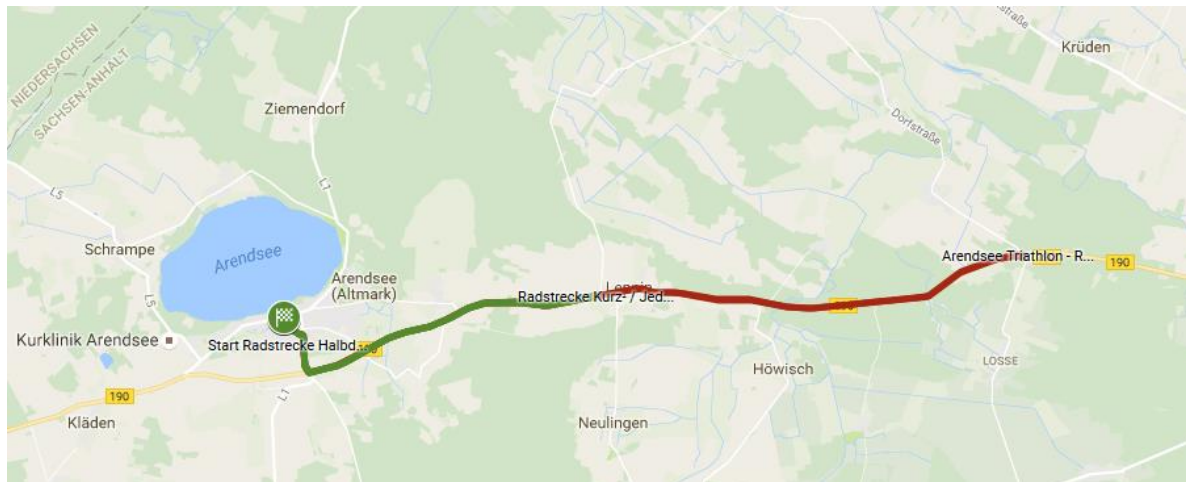 NIEDERSACHSEN
SACHSEN-ANHALT
Dorfstraße
Krüden
Ziemendorf
L5
L1
Schrampe
Arendsee
Arendsee
(Altmark)
Arendsee Triathlon - R...
190
190
Radstrecke Kurz- / Jed...
L5
Kurklinik Arendsee
Start Radstrecke Halbd...
LOSSE
Höwisch
L1
190
Kläden
Neulingen